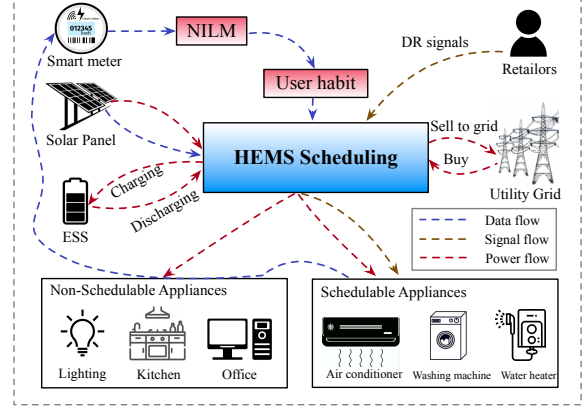 012345
kwh
Smart meter
NILM
DR signals
Retailors
User habit
Solar Panel
HEMS Scheduling
Sell to grid
Buy
Utility Grid
Charging
Discharging
ESS
Data flow
Signal flow
Power flow
Non-Schedulable Appliances
Lighting
Kitchen
Office
Schedulable Appliances
Air conditioner
Washing machine
Water heater